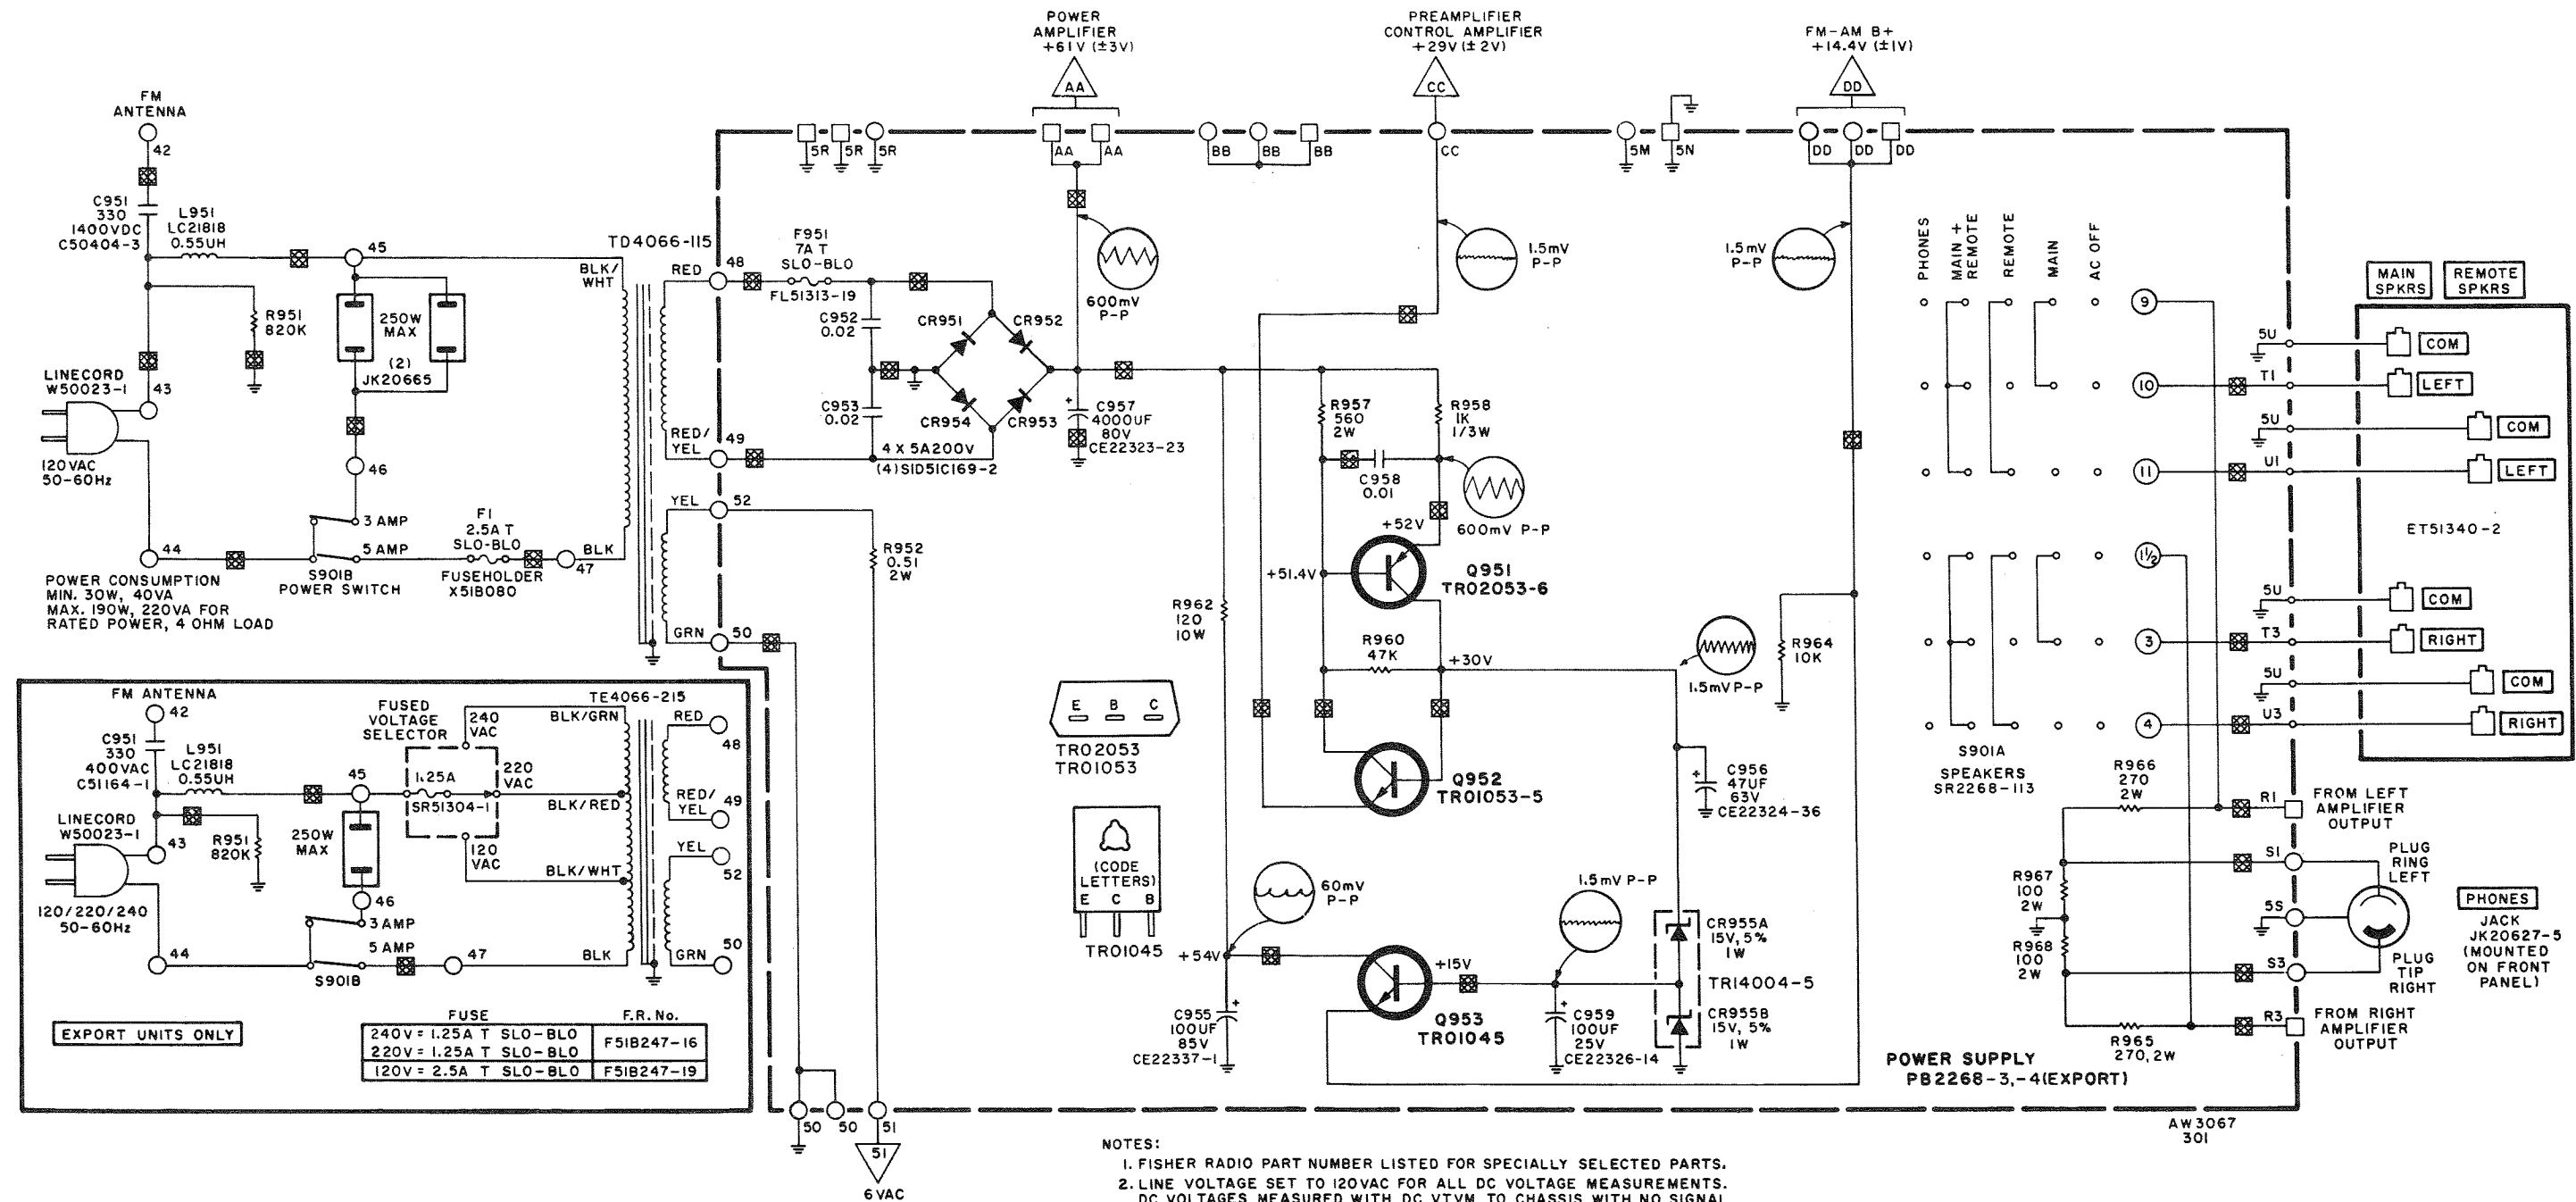 POWER
AMPLIFIER
+61V (±3V)
AA
PREAMPLIFIER
CONTROL AMPLIFIER
+29V (±2V)
CC
FM-AM B+
+14.4V (±1V)
DD
FM
ANTENNA
42
C951
330
1400VDC
C50404-3
L951
LC21818
0.55UH
45
R951
820K
250W
MAX
(2)
JK20665
LINECORD
W50023-1
43
120VAC
50-60Hz
46
3 AMP
5 AMP
44
S901B
POWER SWITCH
F1
2.5A T
SLO-BLO
FUSEHOLDER
X51B080
47
BLK
BLK/
WHT
TD4066-115
POWER CONSUMPTION
MIN. 30W, 40VA
MAX. 190W, 220VA FOR
RATED POWER, 4 OHM LOAD
RED
48
RED/
YEL
49
YEL
52
GRN
50
5R
5R
5R
AA
AA
BB
BB
BB
CC
5M
5N
DD
DD
DD
F951
7A T
SLO-BLO
FL51313-19
C952
0.02
C953
0.02
CR951
CR952
CR954
CR953
4 X 5A200V
(4)SID51C169-2
600mV
P-P
C957
4000UF
80V
CE22323-23
R952
0.51
2W
1.5mV
P-P
1.5mV
P-P
R957
560
2W
R958
1K
1/3W
C958
0.01
600mV P-P
+52V
+51.4V
Q951
TR02053-6
R962
120
10W
R960
47K
+30V
1.5mV P-P
R964
10K
E B C
TR02053
TR01053
Q952
TR01053-5
C956
47UF
63V
CE22324-36
(CODE
LETTERS)
E C B
TR01045
60mV
P-P
+54V
1.5mV P-P
+15V
Q953
TR01045
C955
100UF
85V
CE22337-1
C959
100UF
25V
CE22326-14
CR955A
15V, 5%
1W
TR14004-5
CR955B
15V, 5%
1W
PHONES
MAIN +
REMOTE
REMOTE
MAIN
AC OFF
9
10
11
11/2
3
4
S901A
SPEAKERS
SR2268-113
MAIN
SPKRS
REMOTE
SPKRS
5U
COM
T1
LEFT
5U
COM
U1
LEFT
ET51340-2
5U
COM
T3
RIGHT
5U
COM
U3
RIGHT
R966
270
2W
R1
FROM LEFT
AMPLIFIER
OUTPUT
S1
PLUG
RING
LEFT
R967
100
2W
5S
R968
100
2W
S3
PLUG
TIP
RIGHT
PHONES
JACK
JK20627-5
(MOUNTED
ON FRONT
PANEL)
R965
270, 2W
R3
FROM RIGHT
AMPLIFIER
OUTPUT
POWER SUPPLY
PB2268-3,-4(EXPORT)
AW3067
301
FM ANTENNA
42
C951
330
400VAC
C51164-1
L951
LC21818
0.55UH
45
FUSED
VOLTAGE
SELECTOR
1.25A
SR51304-1
240
VAC
220
VAC
120
VAC
TE4066-215
BLK/GRN
BLK/RED
BLK/WHT
BLK
RED
48
RED/
YEL
49
YEL
52
GRN
50
LINECORD
W50023-1
43
R951
820K
250W
MAX
46
120/220/240
50-60Hz
3 AMP
5 AMP
44
S901B
47
EXPORT UNITS ONLY
FUSE F.R. No.
240V = 1.25A T SLO-BLO
220V = 1.25A T SLO-BLO
F51B247-16
120V = 2.5A T SLO-BLO F51B247-19
50
50
51
51
6 VAC
NOTES:
1. FISHER RADIO PART NUMBER LISTED FOR SPECIALLY SELECTED PARTS.
2. LINE VOLTAGE SET TO 120VAC FOR ALL DC VOLTAGE MEASUREMENTS.
DC VOLTAGES MEASURED WITH DC VTVM, TO CHASSIS WITH NO SIGNAL